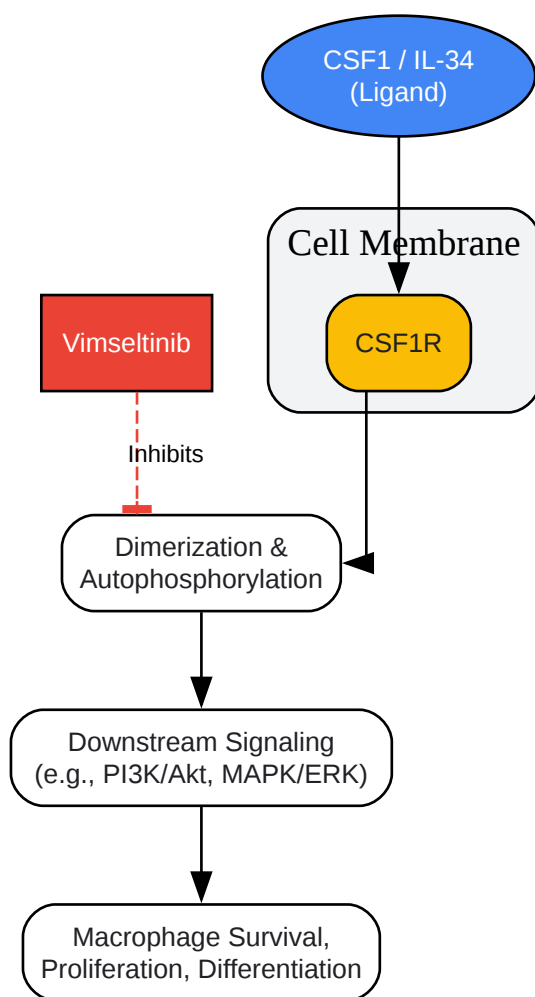 CSF1 / IL-34
(Ligand)
Cell Membrane
CSF1R
Vimseltinib
Inhibits
Dimerization &
Autophosphorylation
Downstream Signaling
(e.g., PI3K/Akt, MAPK/ERK)
Macrophage Survival,
Proliferation, Differentiation